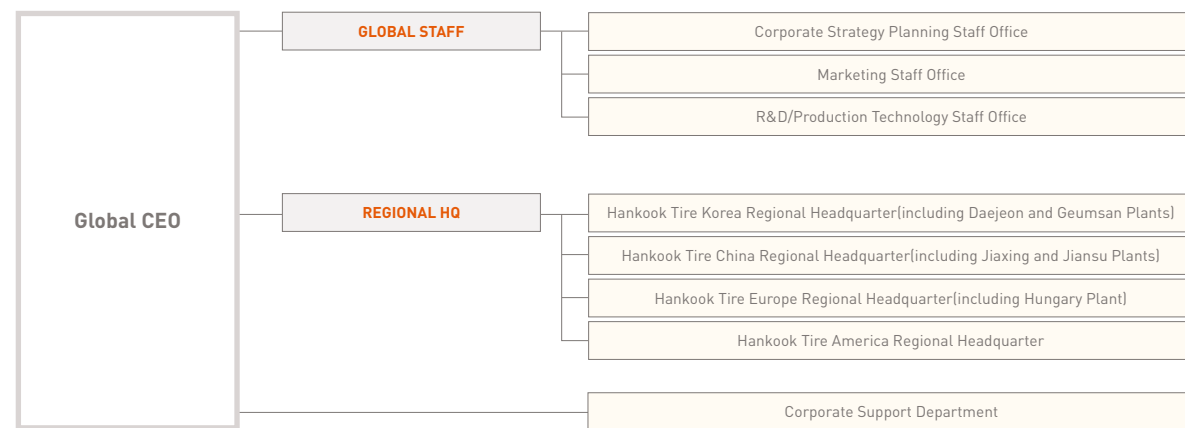 Global CEO
GLOBAL STAFF
Corporate Strategy Planning Staff Office
Marketing Staff Office
R&D/Production Technology Staff Office
REGIONAL HQ
Hankook Tire Korea Regional Headquarter(including Daejeon and Geumsan Plants)
Hankook Tire China Regional Headquarter(including Jiaxing and Jiansu Plants)
Hankook Tire Europe Regional Headquarter(including Hungary Plant)
Hankook Tire America Regional Headquarter
Corporate Support Department